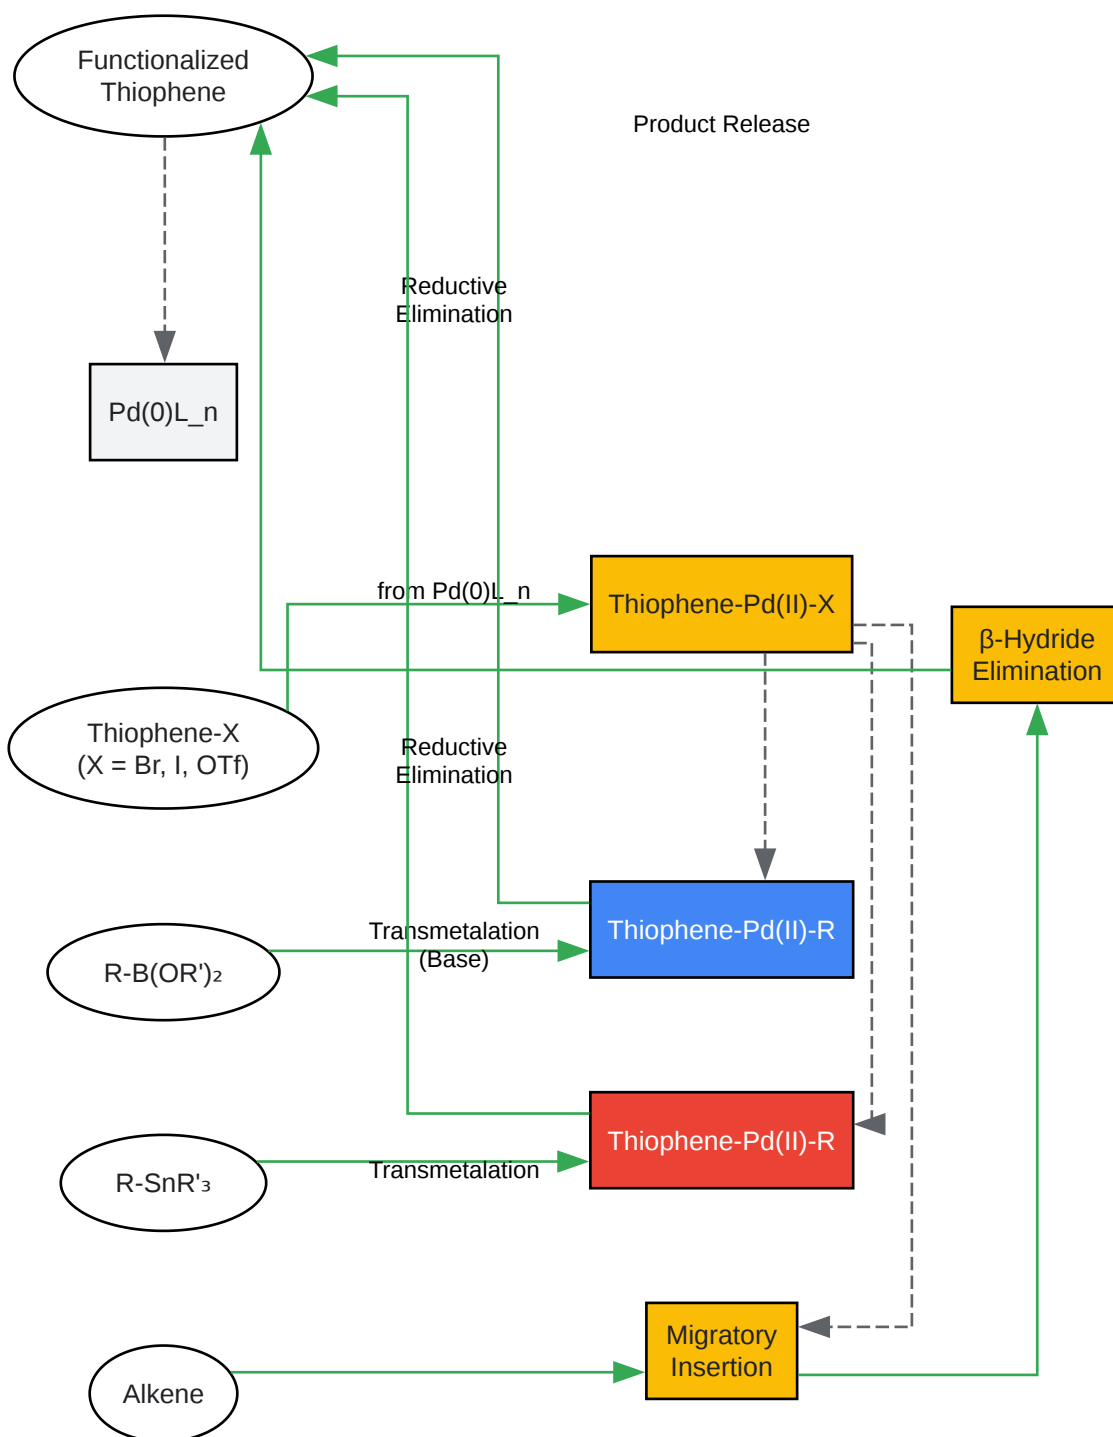 Functionalized
Thiophene
Product Release
Reductive
Elimination
Pd(0)L_n
from Pd(0)L_n
Thiophene-Pd(II)-X
β-Hydride
Elimination
Thiophene-X
(X = Br, I, OTf)
Reductive
Elimination
R-B(OR')₂
Transmetalation
(Base)
Thiophene-Pd(II)-R
R-SnR'₃
Transmetalation
Thiophene-Pd(II)-R
Migratory
Insertion
Alkene